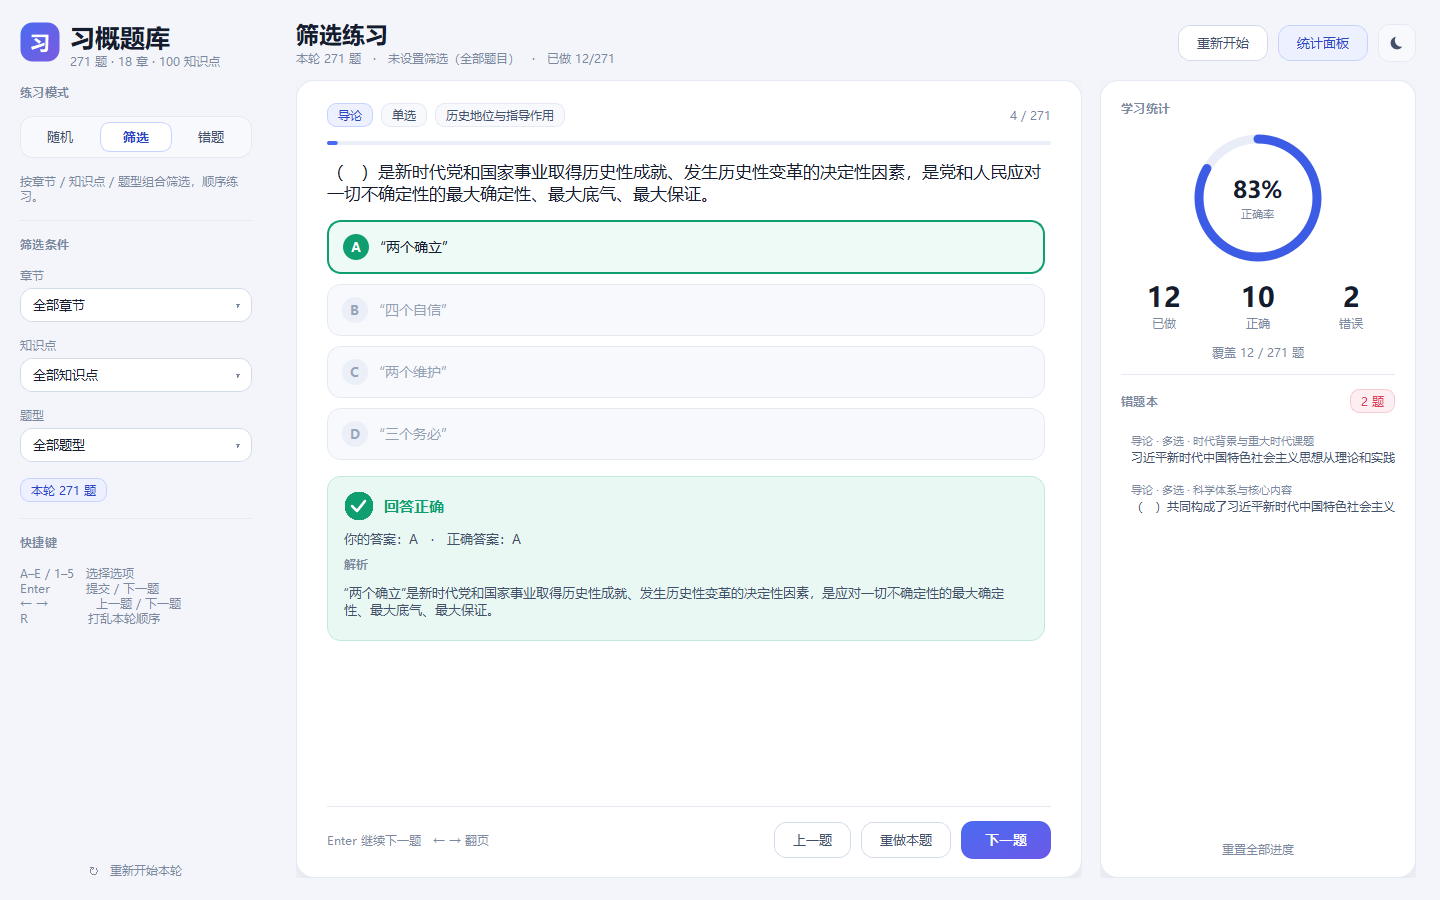 习
习概题库
271 题 · 18 章 · 100 知识点
练习模式
随机
筛选
错题
按章节 / 知识点 / 题型组合筛选，顺序练
习。
筛选条件
章节
全部章节
知识点
全部知识点
题型
全部题型
本轮 271 题
快捷键
A–E / 1–5 选择选项
Enter 提交 / 下一题
← → 上一题 / 下一题
R 打乱本轮顺序
↻ 重新开始本轮
筛选练习
本轮 271 题 · 未设置筛选（全部题目） · 已做 12/271
重新开始
统计面板
导论
单选
历史地位与指导作用
4 / 271
（ ）是新时代党和国家事业取得历史性成就、发生历史性变革的决定性因素，是党和人民应对
一切不确定性的最大确定性、最大底气、最大保证。
A “两个确立”
B “四个自信”
C “两个维护”
D “三个务必”
回答正确
你的答案：A · 正确答案：A
解析
“两个确立”是新时代党和国家事业取得历史性成就、发生历史性变革的决定性因素，是应对一切不确定性的最大确定
性、最大底气、最大保证。
Enter 继续下一题 ← → 翻页
上一题
重做本题
下一题
学习统计
83%
正确率
12
已做
10
正确
2
错误
覆盖 12 / 271 题
错题本
2 题
导论 · 多选 · 时代背景与重大时代课题
习近平新时代中国特色社会主义思想从理论和实践
导论 · 多选 · 科学体系与核心内容
（ ）共同构成了习近平新时代中国特色社会主义
重置全部进度